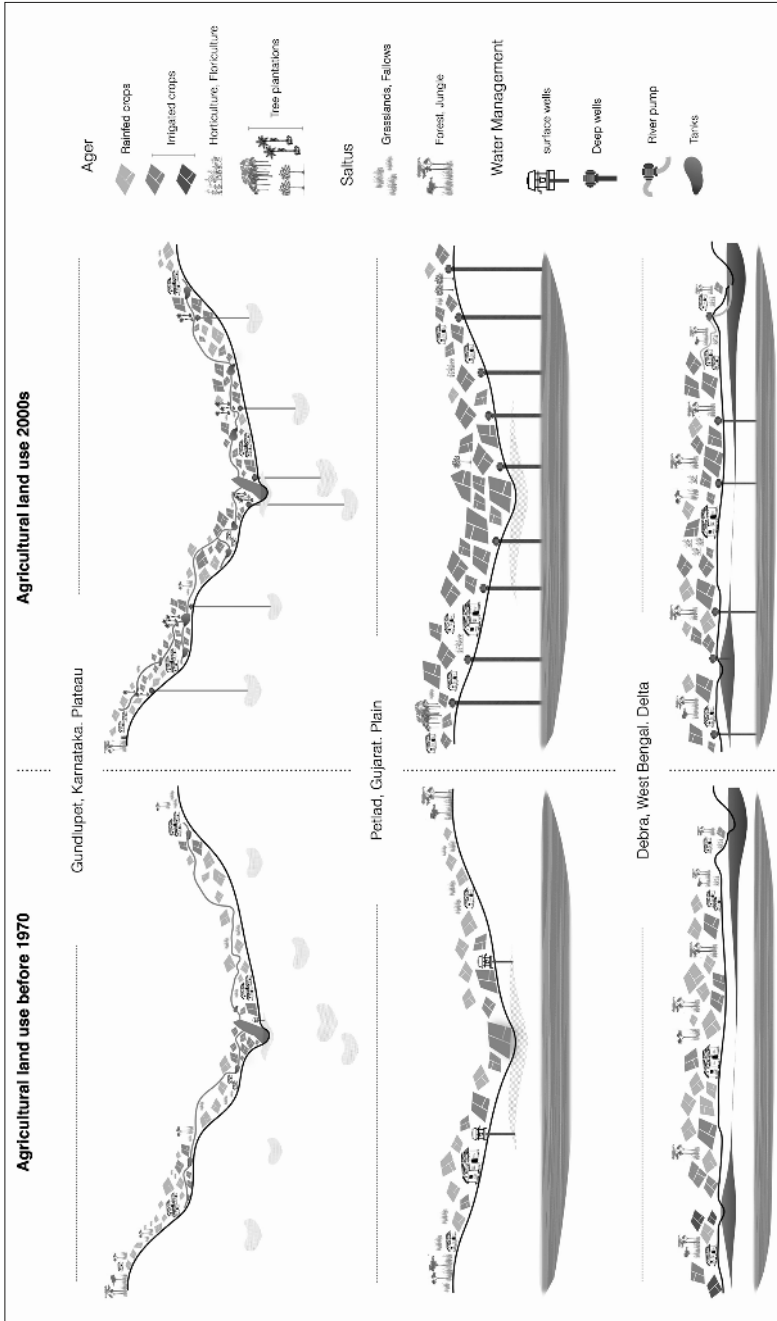 Agricultural land use before 1970
Agricultural land use 2000s
Gundlupet, Karnataka. Plateau
Petlad, Gujarat. Plain
Debra, West Bengal. Delta
Ager
Rainfed crops
Irrigated crops
Horticulture, Floriculture
Tree plantations
Saltus
Grasslands, Fallows
Forest, Jungle
Water Management
surface wells
Deep wells
River pump
Tanks